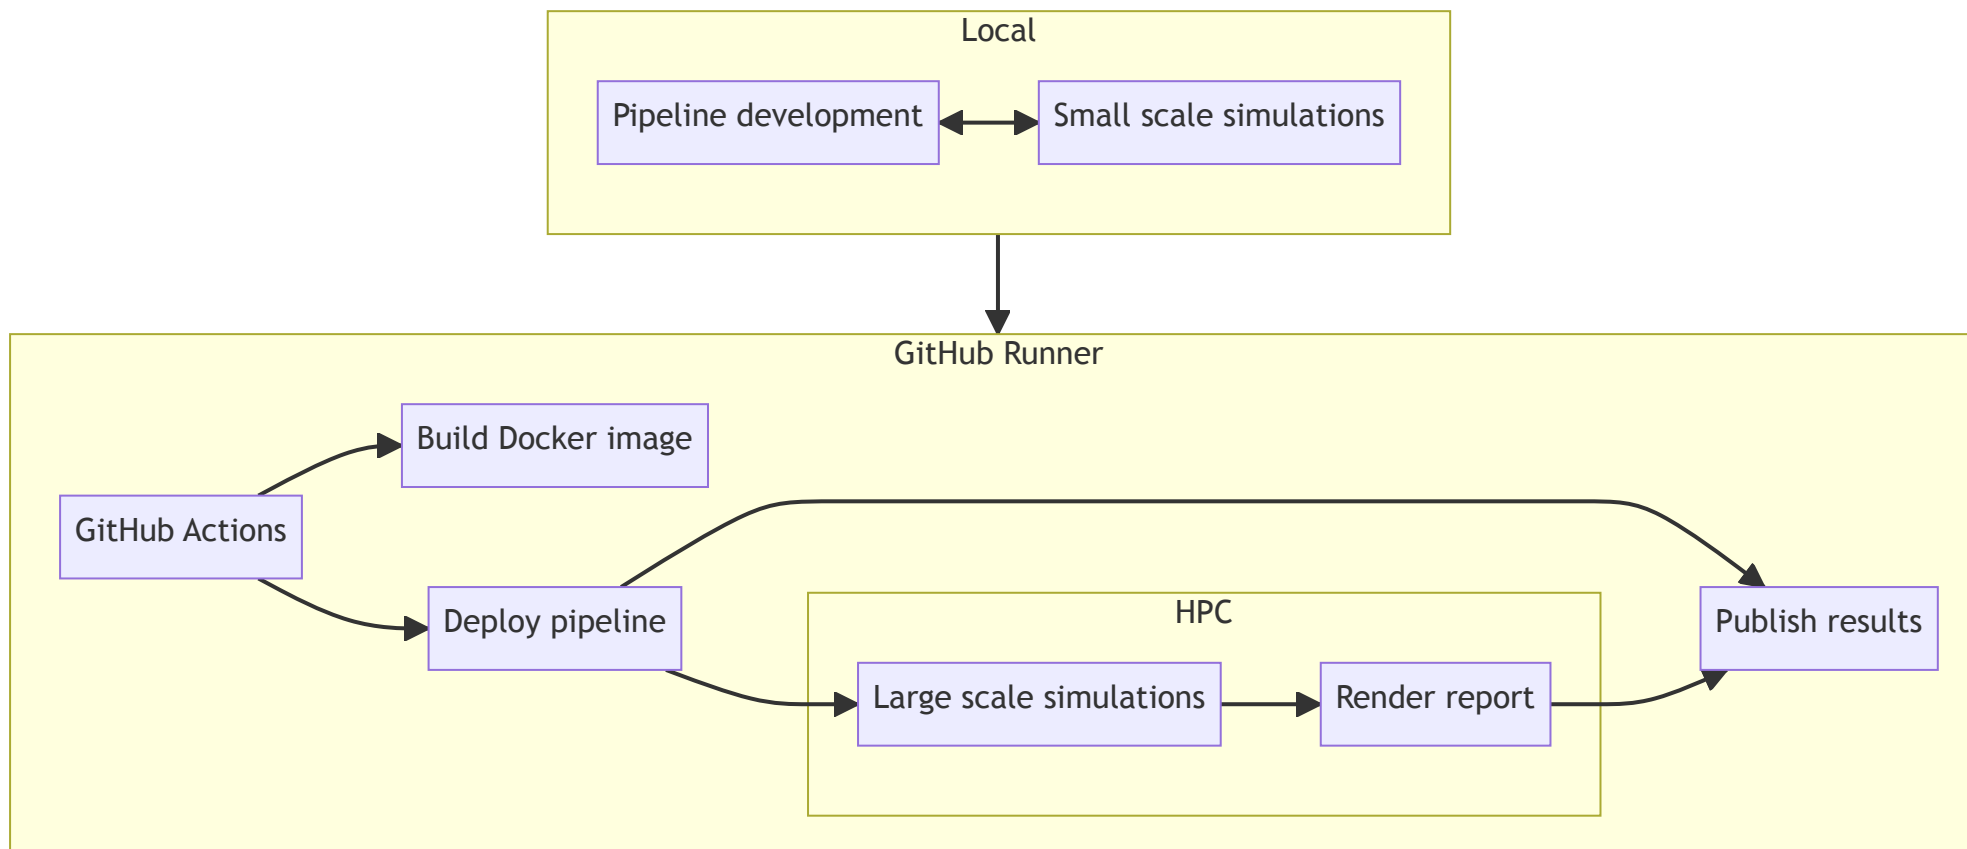 Local
Pipeline development
Small scale simulations
GitHub Runner
Build Docker image
GitHub Actions
Deploy pipeline
HPC
Large scale simulations
Render report
Publish results